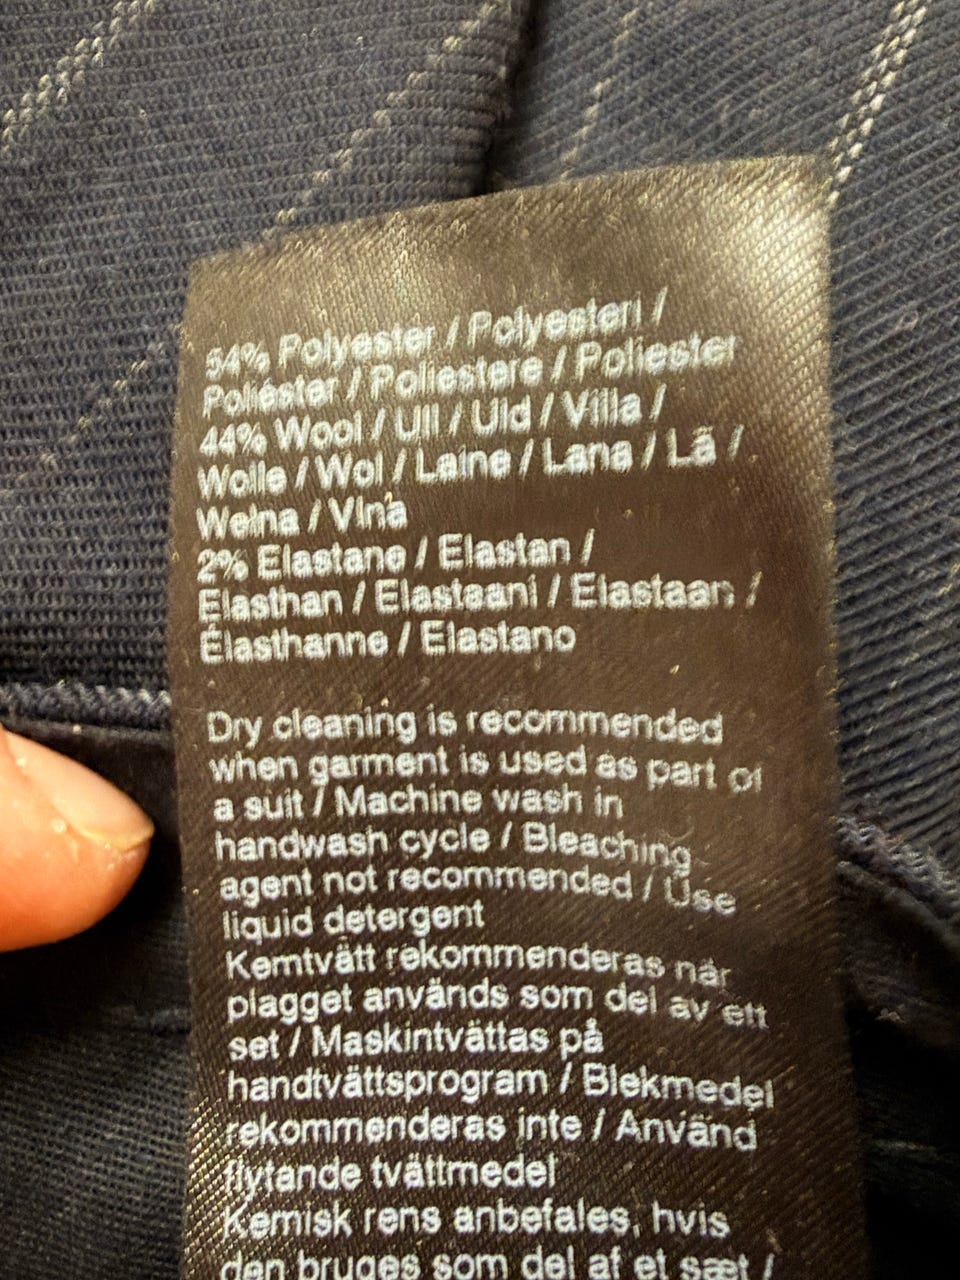 54% Polyester / Polyesteri /
Poliéster / Poliestere / Poliester
44% Wool / Ull / Uld / Villa /
Wolle / Wol / Laine / Lana / Lã /
Wełna / Vlna
2% Elastane / Elastan /
Elasthan / Elastaani / Elastaan /
Élasthanne / Elastano
Dry cleaning is recommended
when garment is used as part of
a suit / Machine wash in
handwash cycle / Bleaching
agent not recommended / Use
liquid detergent
Kemtvätt rekommenderas när
plagget används som del av ett
set / Maskintvättas på
handtvättsprogram / Blekmedel
rekommenderas inte / Använd
flytande tvättmedel
Kemisk rens anbefales, hvis
den bruges som del af et sæt /